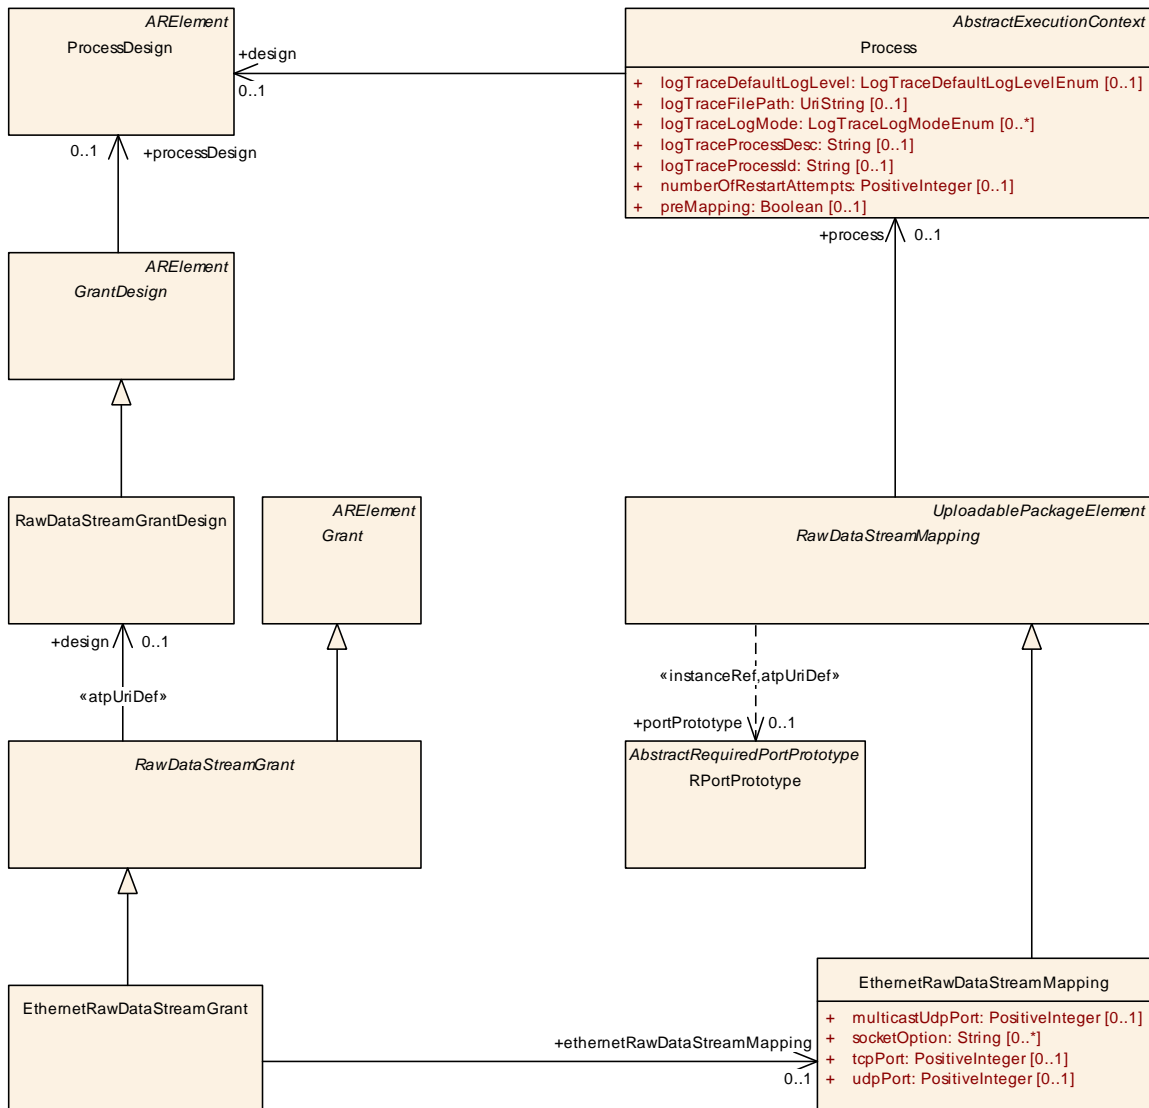 ARElement
ProcessDesign
+design
0..1
AbstractExecutionContext
Process
+ logTraceDefaultLogLevel: LogTraceDefaultLogLevelEnum [0..1]
+ logTraceFilePath: UriString [0..1]
+ logTraceLogMode: LogTraceLogModeEnum [0..*]
+ logTraceProcessDesc: String [0..1]
+ logTraceProcessId: String [0..1]
+ numberOfRestartAttempts: PositiveInteger [0..1]
+ preMapping: Boolean [0..1]
0..1 +processDesign
+process 0..1
ARElement
GrantDesign
RawDataStreamGrantDesign
ARElement
Grant
UploadablePackageElement
RawDataStreamMapping
+design 0..1
«atpUriDef»
«instanceRef,atpUriDef»
+portPrototype 0..1
RawDataStreamGrant
AbstractRequiredPortPrototype
RPortPrototype
EthernetRawDataStreamGrant
+ethernetRawDataStreamMapping
0..1
EthernetRawDataStreamMapping
+ multicastUdpPort: PositiveInteger [0..1]
+ socketOption: String [0..*]
+ tcpPort: PositiveInteger [0..1]
+ udpPort: PositiveInteger [0..1]